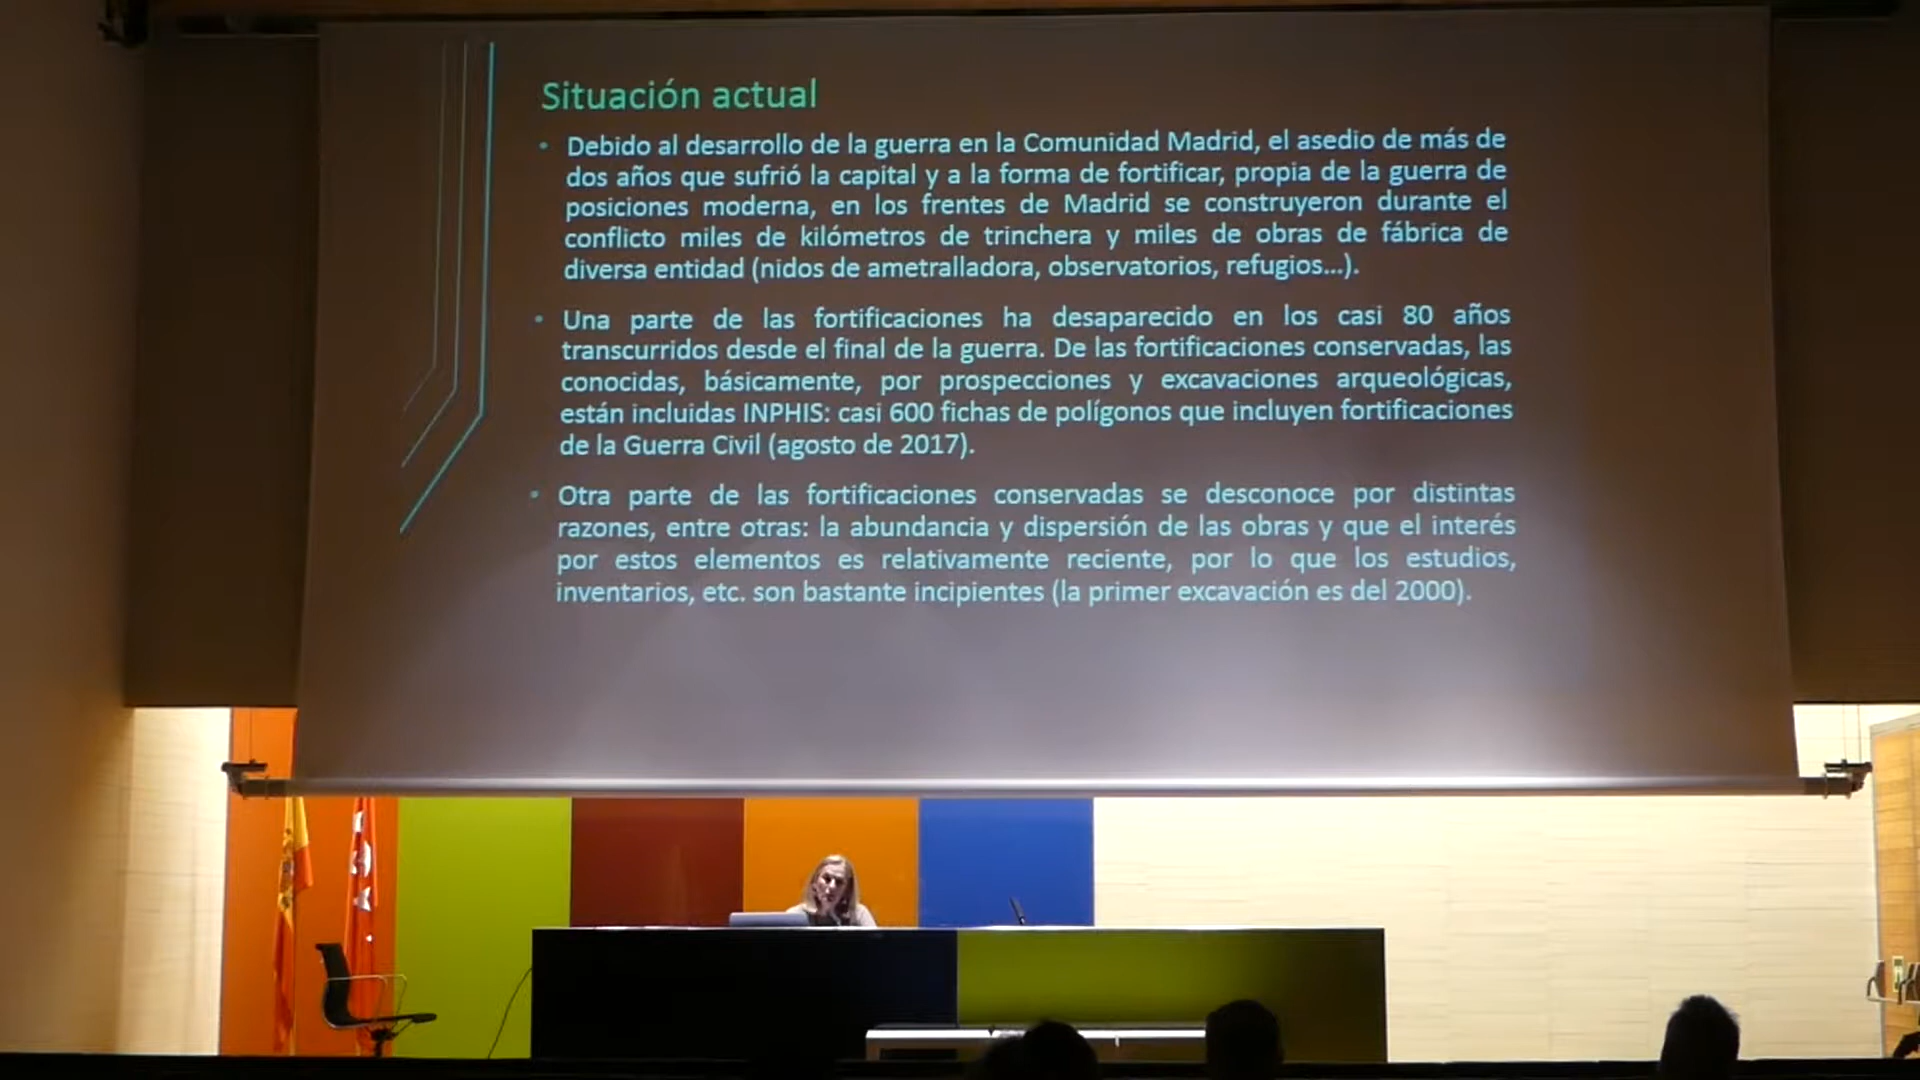 Situación actual
• Debido al desarrollo de la guerra en la Comunidad Madrid, el asedio de más de
dos años que sufrió la capital y a la forma de fortificar, propia de la guerra de
posiciones moderna, en los frentes de Madrid se construyeron durante el
conflicto miles de kilómetros de trinchera y miles de obras de fábrica de
diversa entidad (nidos de ametralladora, observatorios, refugios...).
• Una parte de las fortificaciones ha desaparecido en los casi 80 años
transcurridos desde el final de la guerra. De las fortificaciones conservadas, las
conocidas, básicamente, por prospecciones y excavaciones arqueológicas,
están incluidas INPHIS: casi 600 fichas de polígonos que incluyen fortificaciones
de la Guerra Civil (agosto de 2017).
• Otra parte de las fortificaciones conservadas se desconoce por distintas
razones, entre otras: la abundancia y dispersión de las obras y que el interés
por estos elementos es relativamente reciente, por lo que los estudios,
inventarios, etc. son bastante incipientes (la primer excavación es del 2000).